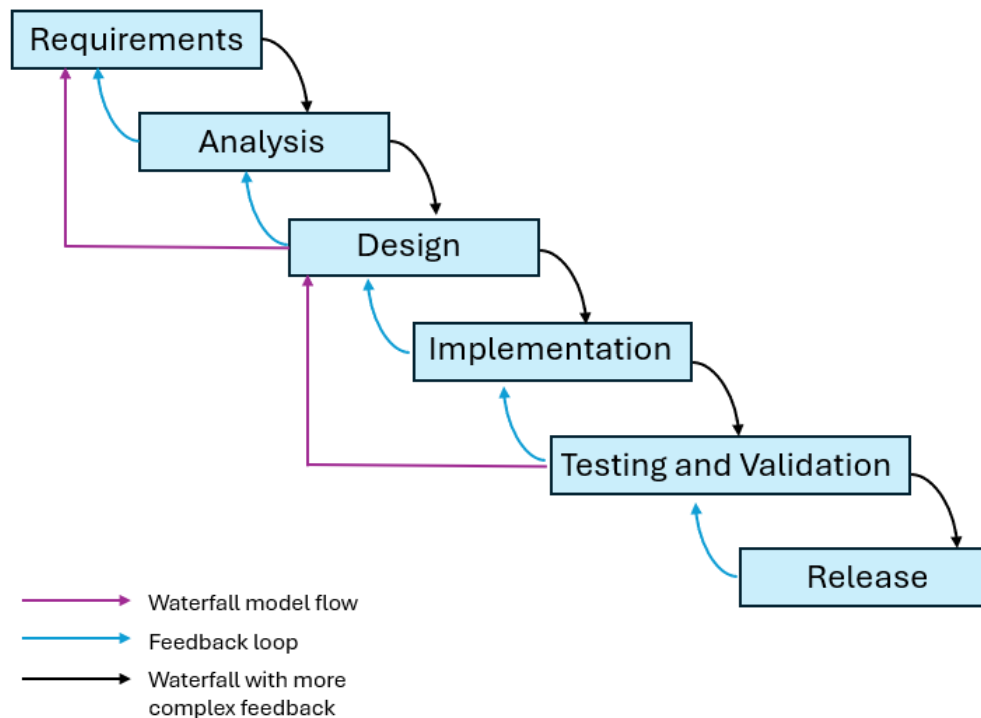 Requirements
Analysis
Design
Implementation
Testing and Validation
Release
Waterfall model flow
Feedback loop
Waterfall with more
complex feedback